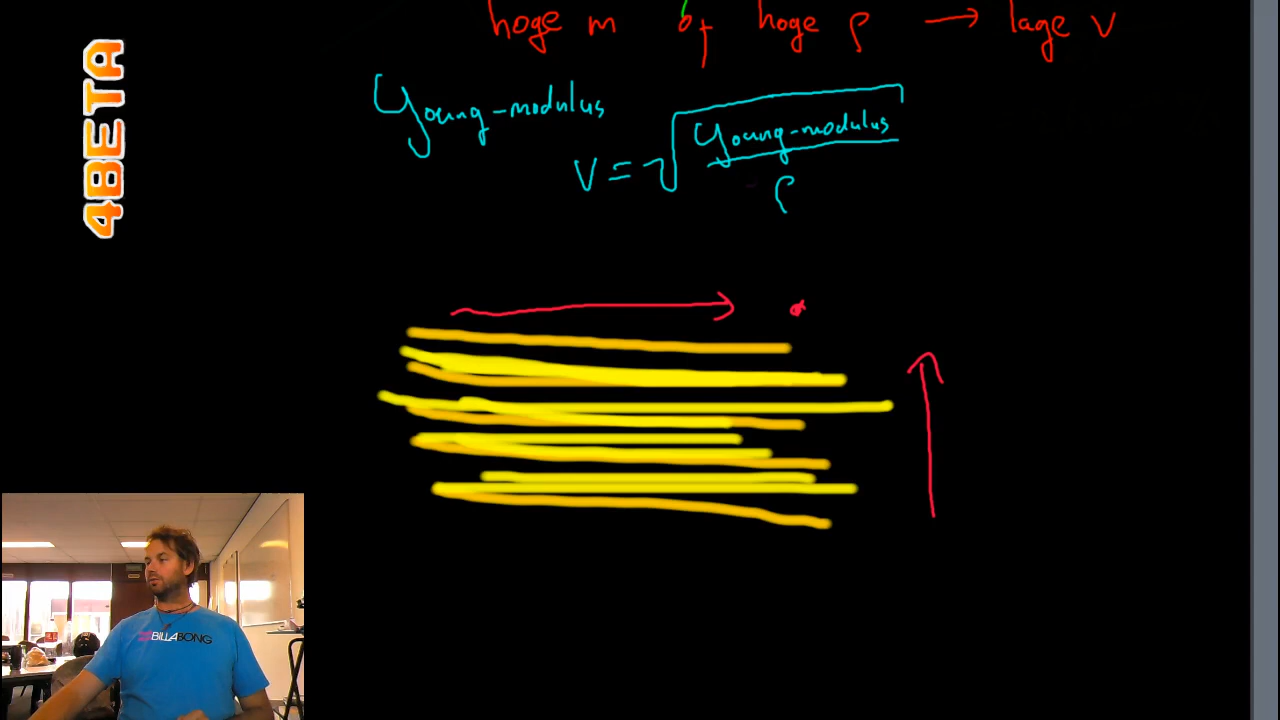 hoge m of hoge ρ → lage v
4BETA
Young-modulus
v = √ Young-modulus
ρ
BILLABONG